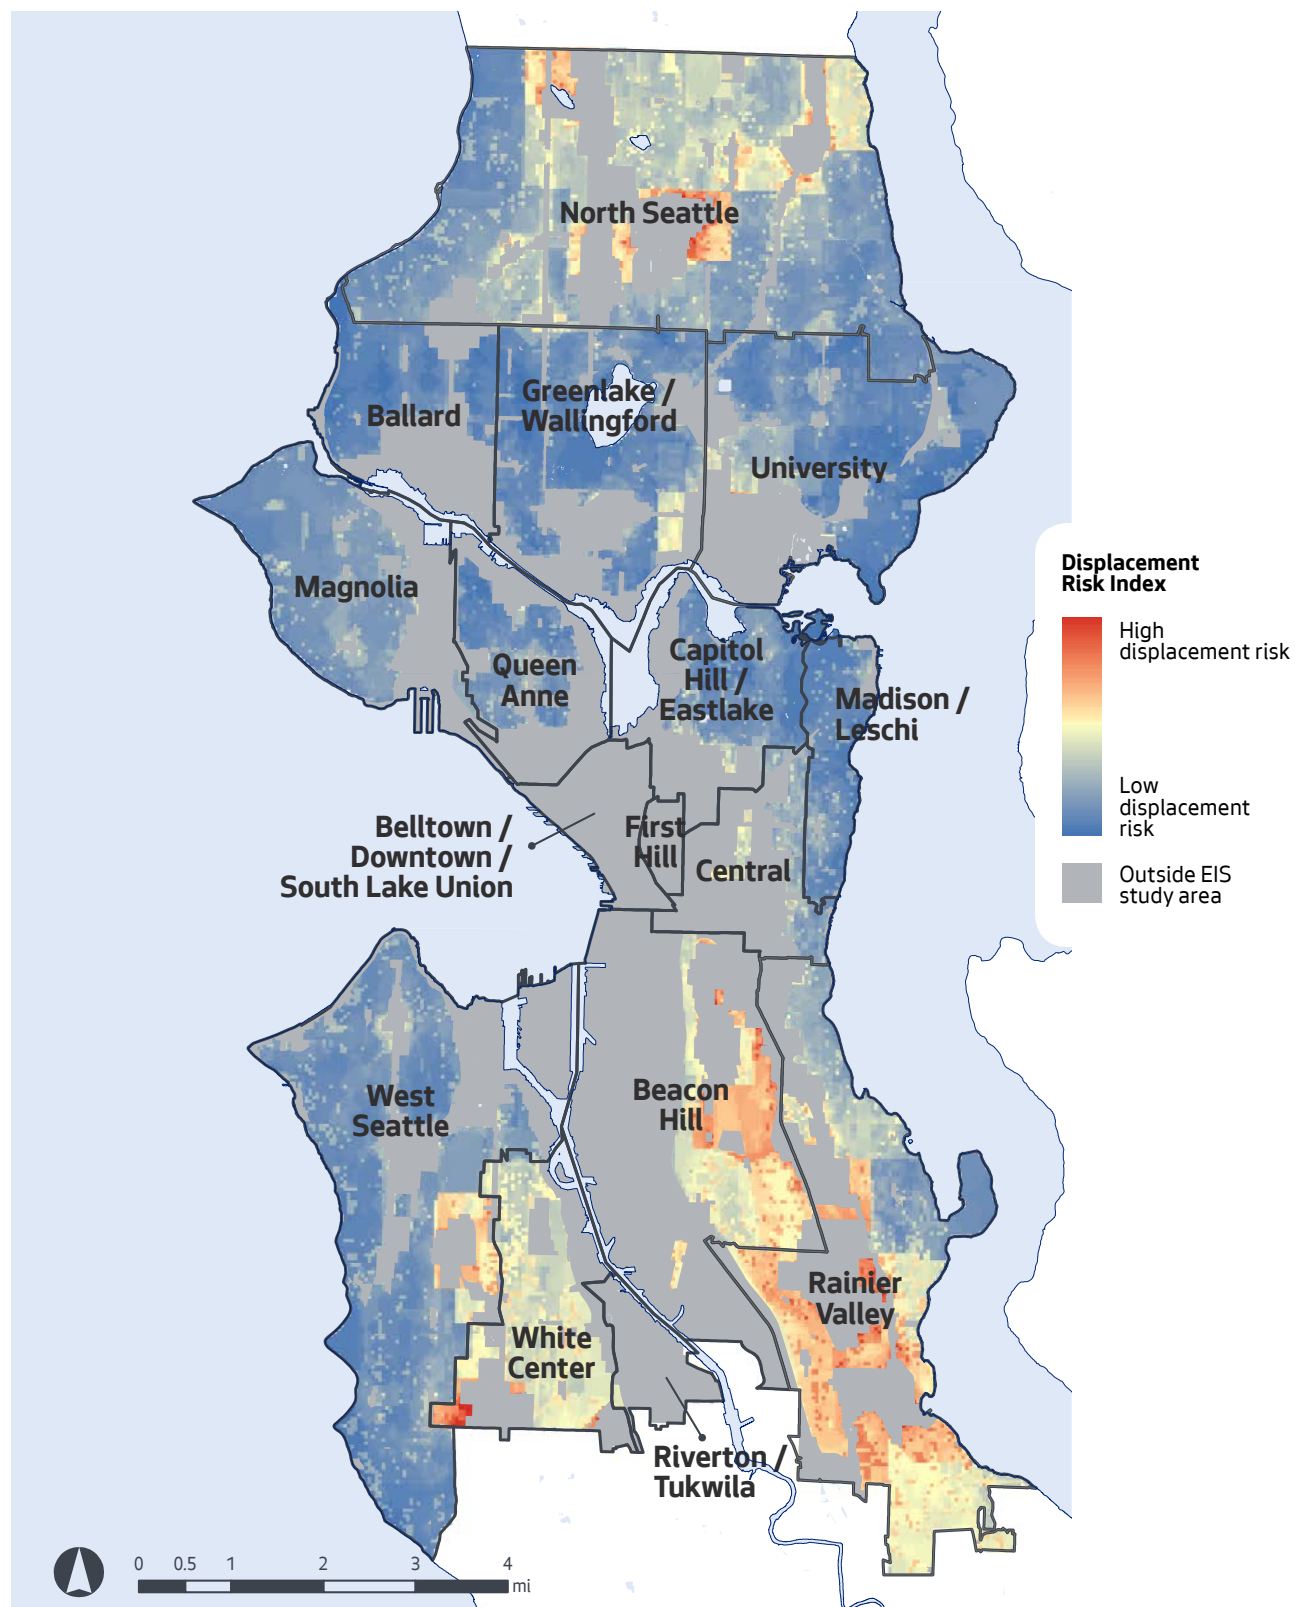 North Seattle
Greenlake /
Wallingford
Ballard
University
Magnolia
Queen
Anne
Capitol
Hill /
Eastlake
Madison /
Leschi
Belltown /
Downtown /
South Lake Union
First
Hill
Central
West
Seattle
Beacon
Hill
Rainier
Valley
White
Center
Riverton /
Tukwila
Displacement
Risk Index
High
displacement risk
Low
displacement
risk
Outside EIS
study area
0 0.5 1 2 3 4
mi